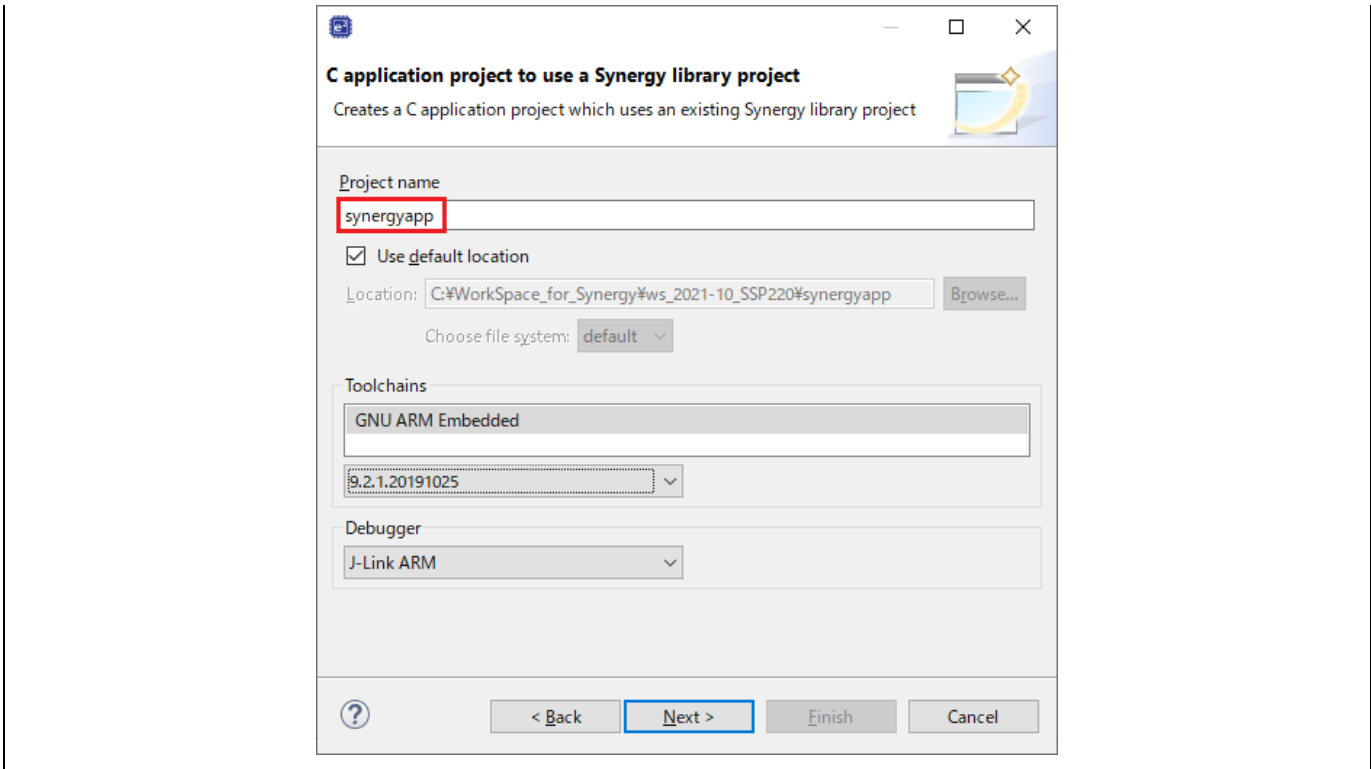 C application project to use a Synergy library project
Creates a C application project which uses an existing Synergy library project
Project name
synergyapp
Use default location
Location: C:¥WorkSpace_for_Synergy¥ws_2021-10_SSP220¥synergyapp Browse...
Choose file system: default
Toolchains
GNU ARM Embedded
9.2.1.20191025
Debugger
J-Link ARM
? < Back Next > Finish Cancel